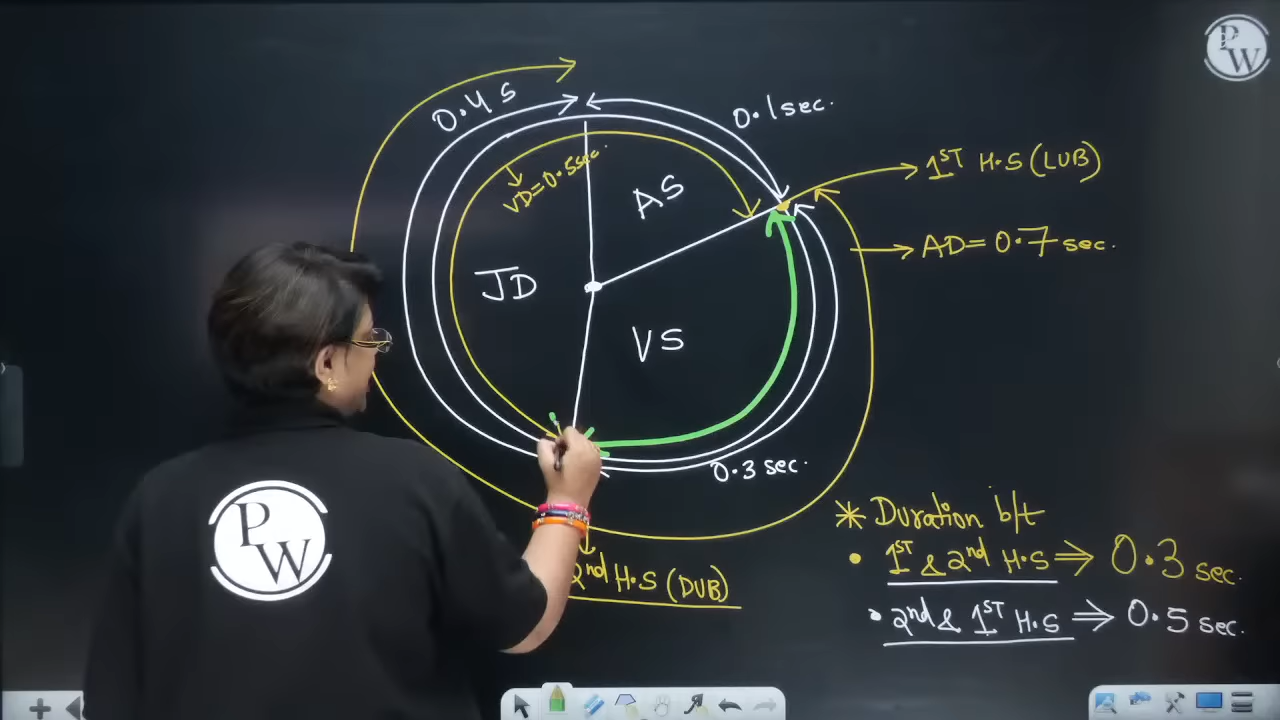 PW
0.4 s
0.1 sec.
1ST H.S (LUB)
VD = 0.5 sec.
AS
AD = 0.7 sec.
JD
VS
0.3 sec.
* Duration b/t
• 1ST & 2nd H.S ⇒ 0.3 sec.
PW
2nd H.S (DUB)
• 2nd & 1ST H.S ⇒ 0.5 sec.